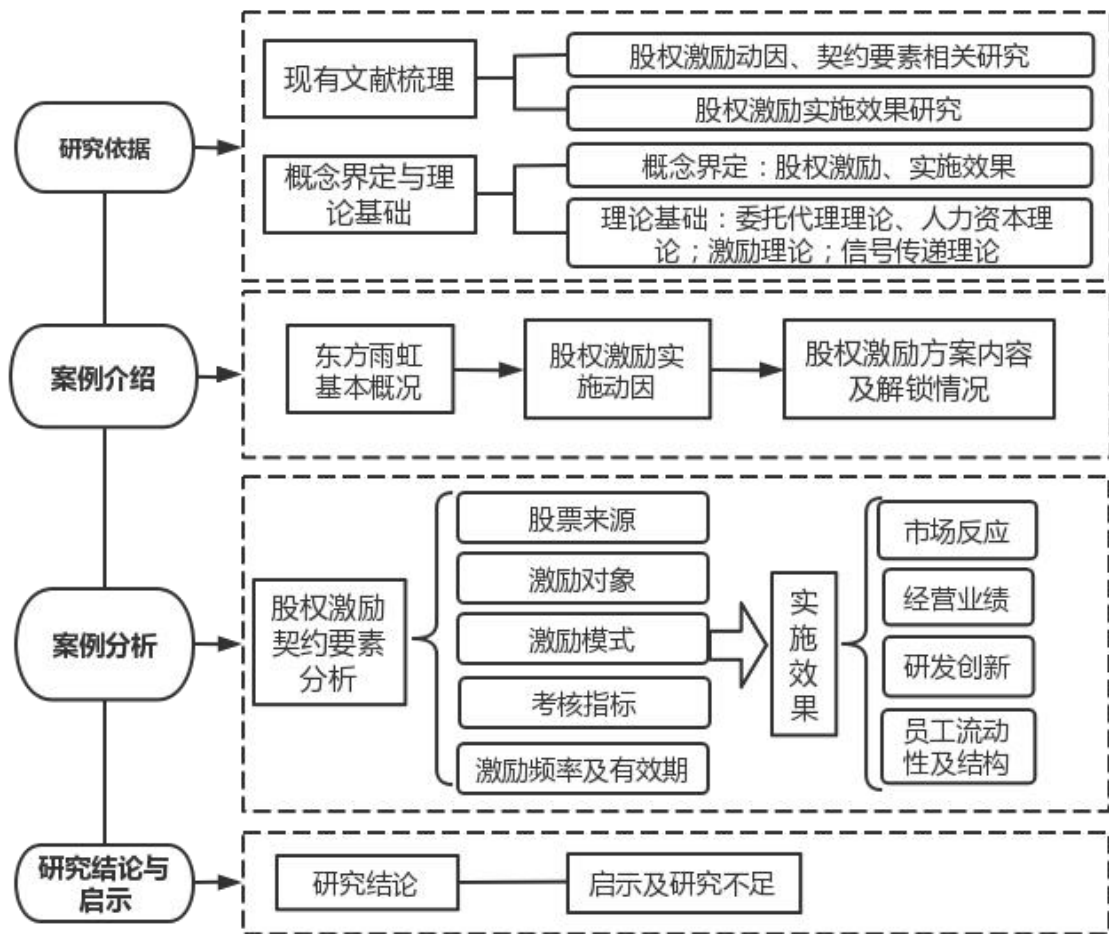 研究依据
现有文献梳理
股权激励动因、契约要素相关研究
股权激励实施效果研究
概念界定与理
论基础
概念界定：股权激励、实施效果
理论基础：委托代理理论、人力资本理
论；激励理论；信号传递理论
案例介绍
东方雨虹
基本概况
股权激励实
施动因
股权激励方案内容
及解锁情况
案例分析
股权激励
契约要素
分析
股票来源
激励对象
激励模式
考核指标
激励频率及有效期
实
施
效
果
市场反应
经营业绩
研发创新
员工流动
性及结构
研究结论与
启示
研究结论
启示及研究不足